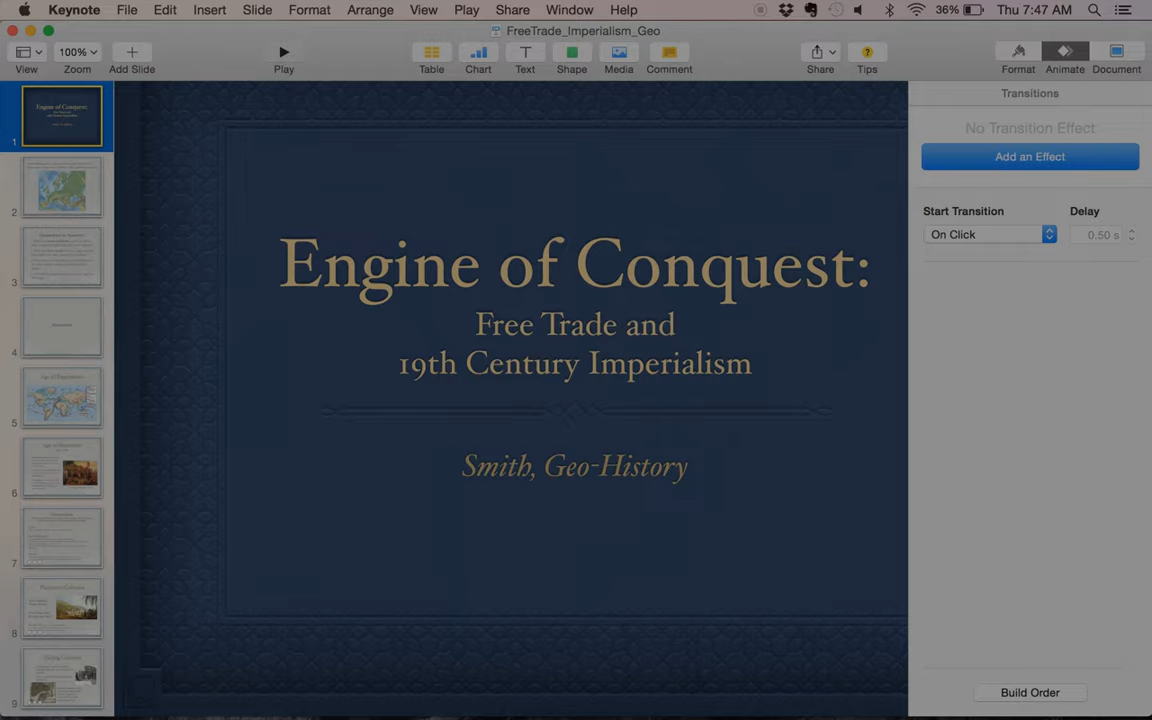 Keynote File Edit Insert Slide Format Arrange View Play Share Window Help 36% Thu 7:47 AM
FreeTrade_Imperialism_Geo
100%
View Zoom Add Slide Play Table Chart Text Shape Media Comment Share Tips Format Animate Document
Transitions
No Transition Effect
Add an Effect
Start Transition Delay
On Click 0.50 s
Engine of Conquest:
Free Trade and
19th Century Imperialism
Smith, Geo-History
1
2
3
4
5
6
7
8
9
Build Order